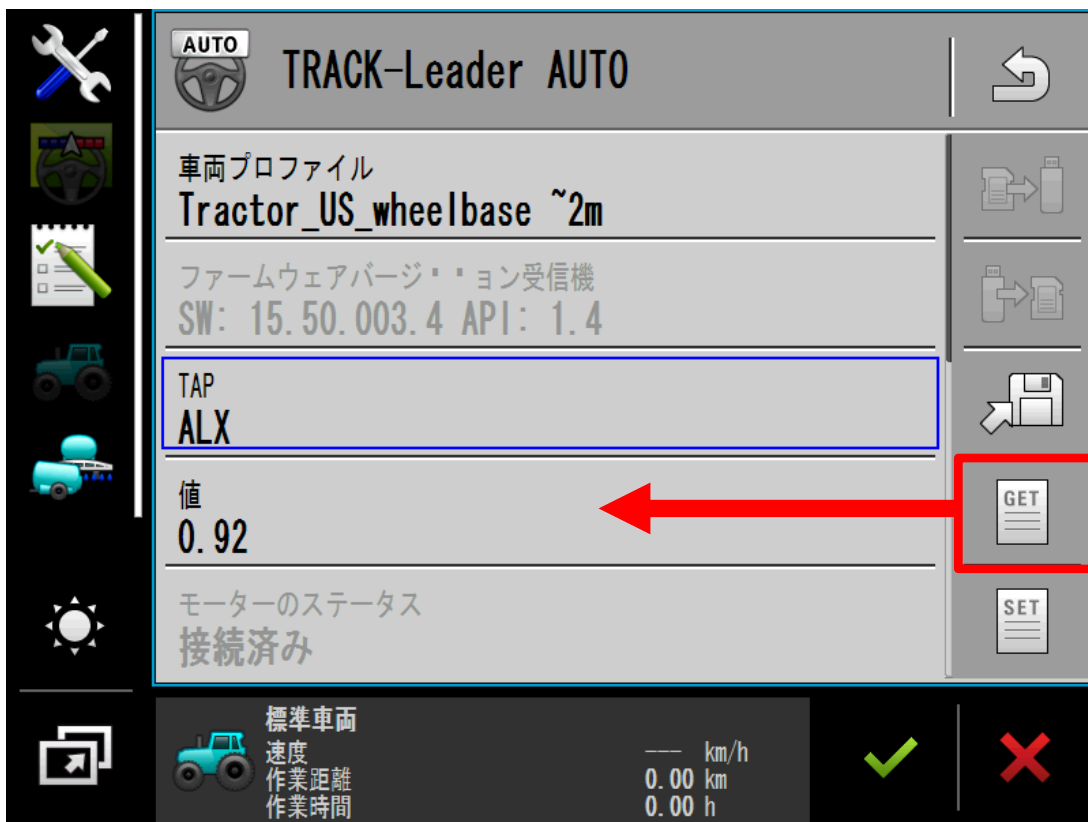 AUTO
TRACK-Leader AUTO
車両プロファイル
Tractor_US_wheelbase ~2m
ファームウェアバージ・・ョン受信機
SW: 15.50.003.4 API: 1.4
TAP
ALX
値
0.92
GET
モーターのステータス
接続済み
SET
標準車両
速度 --- km/h
作業距離 0.00 km
作業時間 0.00 h